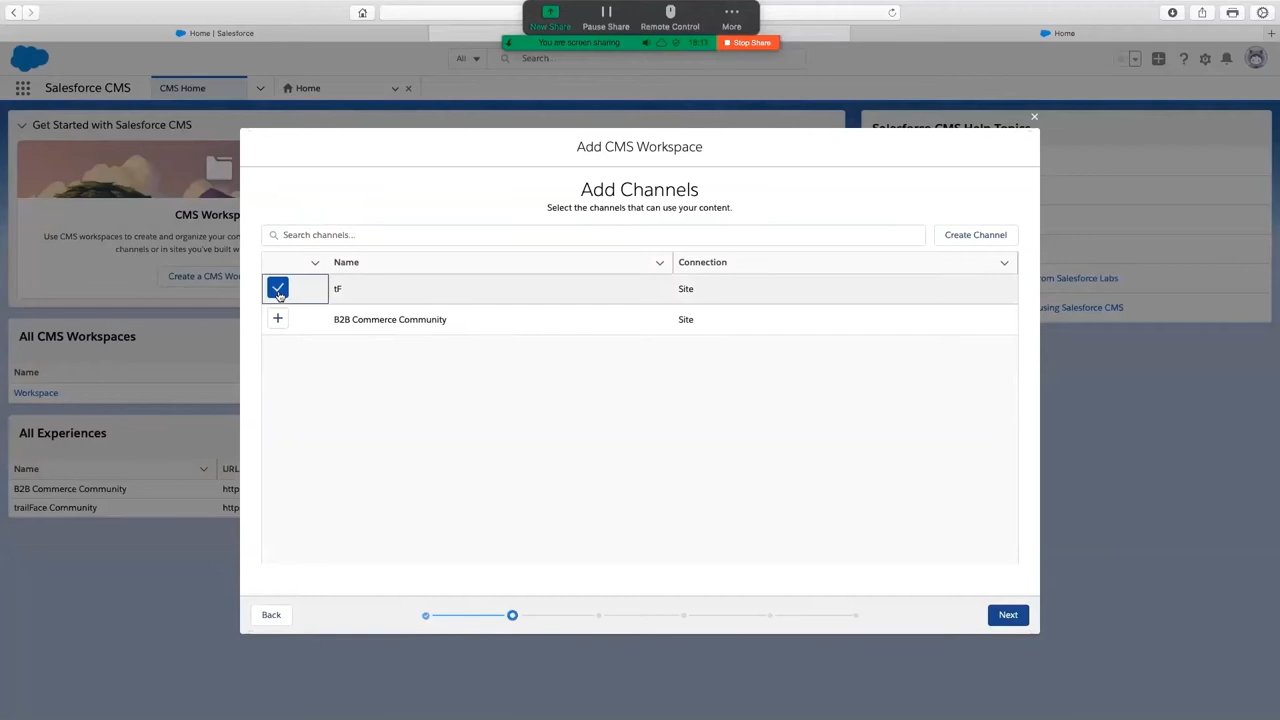 New Share
Pause Share
Remote Control
More
Home | Salesforce
You are screen sharing
18:11
Stop Share
Home
All
Search...
Salesforce CMS
CMS Home
Home
Get Started with Salesforce CMS
CMS Worksp
Use CMS workspaces to create and organize your con
channels or in sites you've built w
Create a CMS Wo
All CMS Workspaces
Name
Workspace
All Experiences
Name
URL
B2B Commerce Community
http
trailFace Community
http
Salesforce CMS Help Topics
from Salesforce Labs
using Salesforce CMS
Add CMS Workspace
Add Channels
Select the channels that can use your content.
Search channels...
Create Channel
Name
Connection
tF
Site
B2B Commerce Community
Site
Back
Next